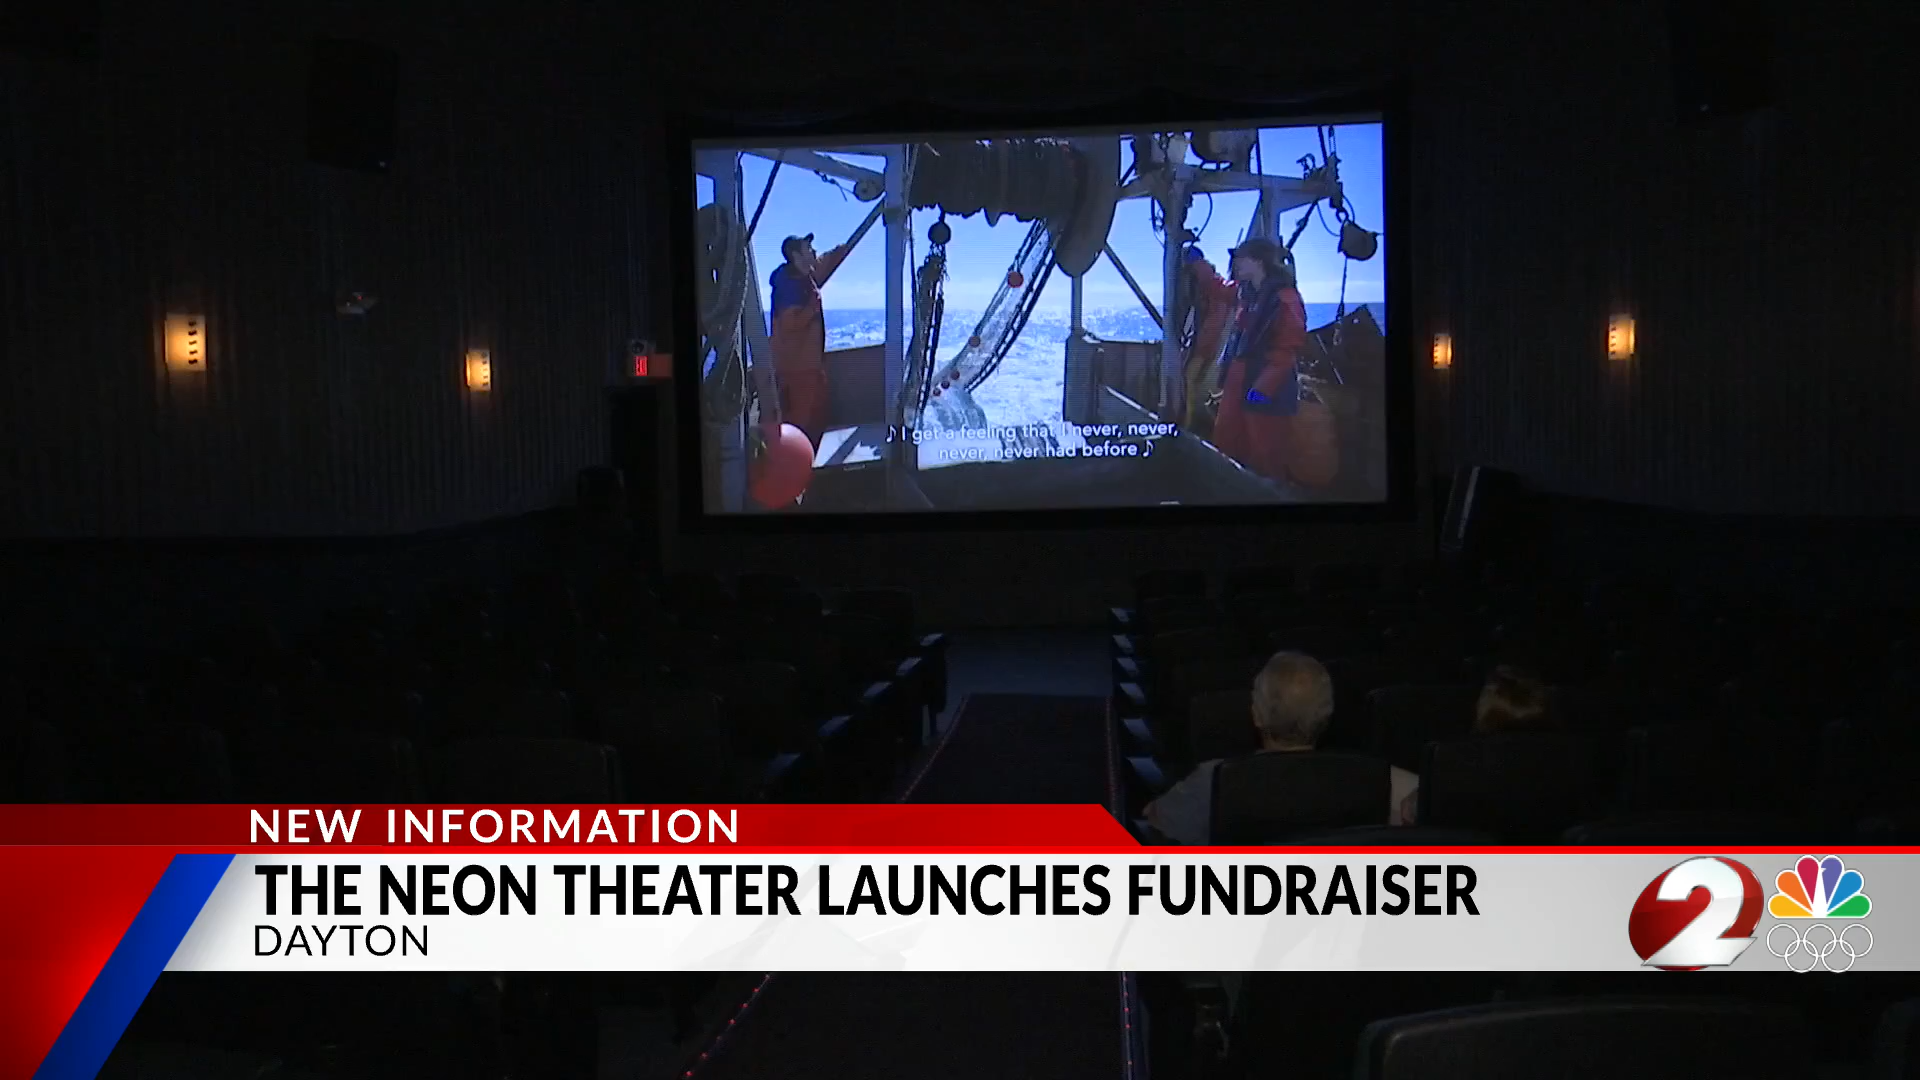 ♪ I get a feeling that I never, never,
never, never had before ♪
NEW INFORMATION
THE NEON THEATER LAUNCHES FUNDRAISER
DAYTON
2